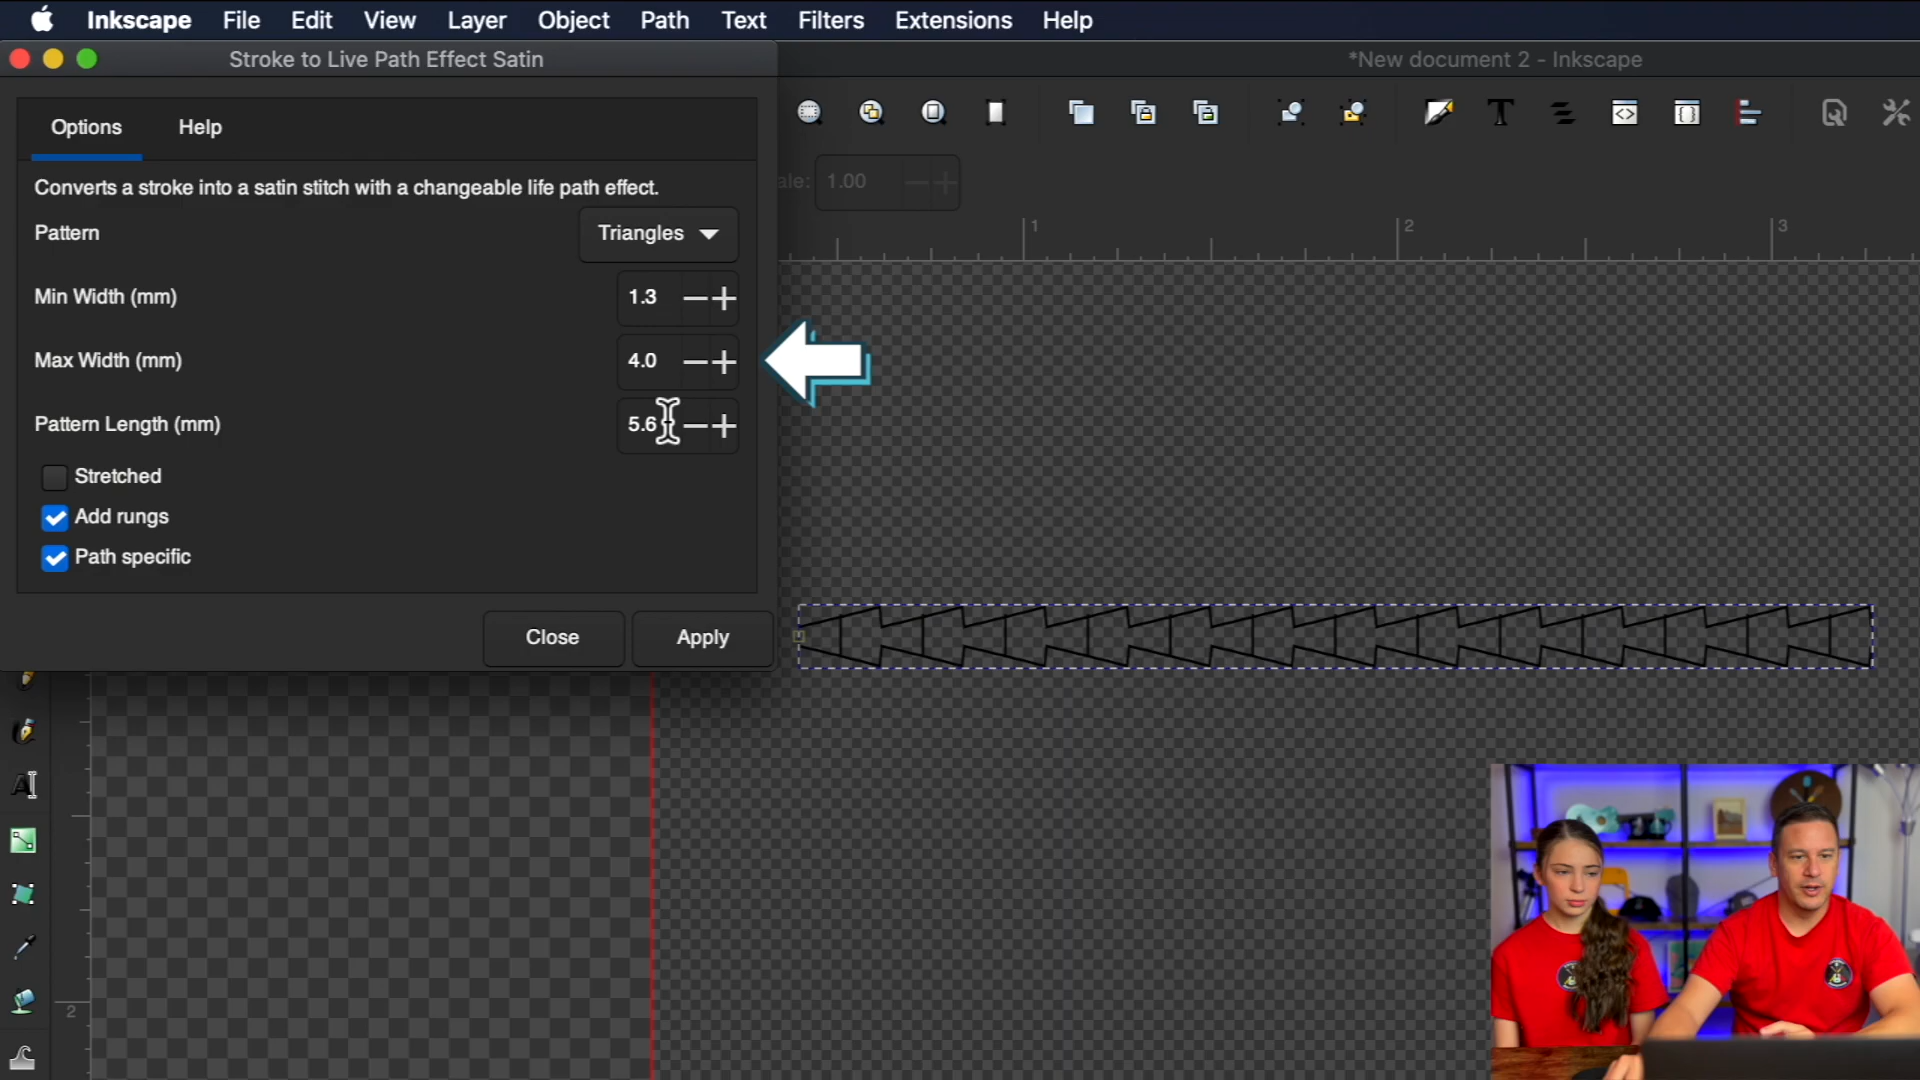 Inkscape File Edit View Layer Object Path Text Filters Extensions Help
Stroke to Live Path Effect Satin
*New document 2 - Inkscape
Options Help
Converts a stroke into a satin stitch with a changeable life path effect.
ale: 1.00
Pattern Triangles
1 2 3
Min Width (mm) 1.3
Max Width (mm) 4.0
Pattern Length (mm) 5.6
Stretched
Add rungs
Path specific
Close Apply
2